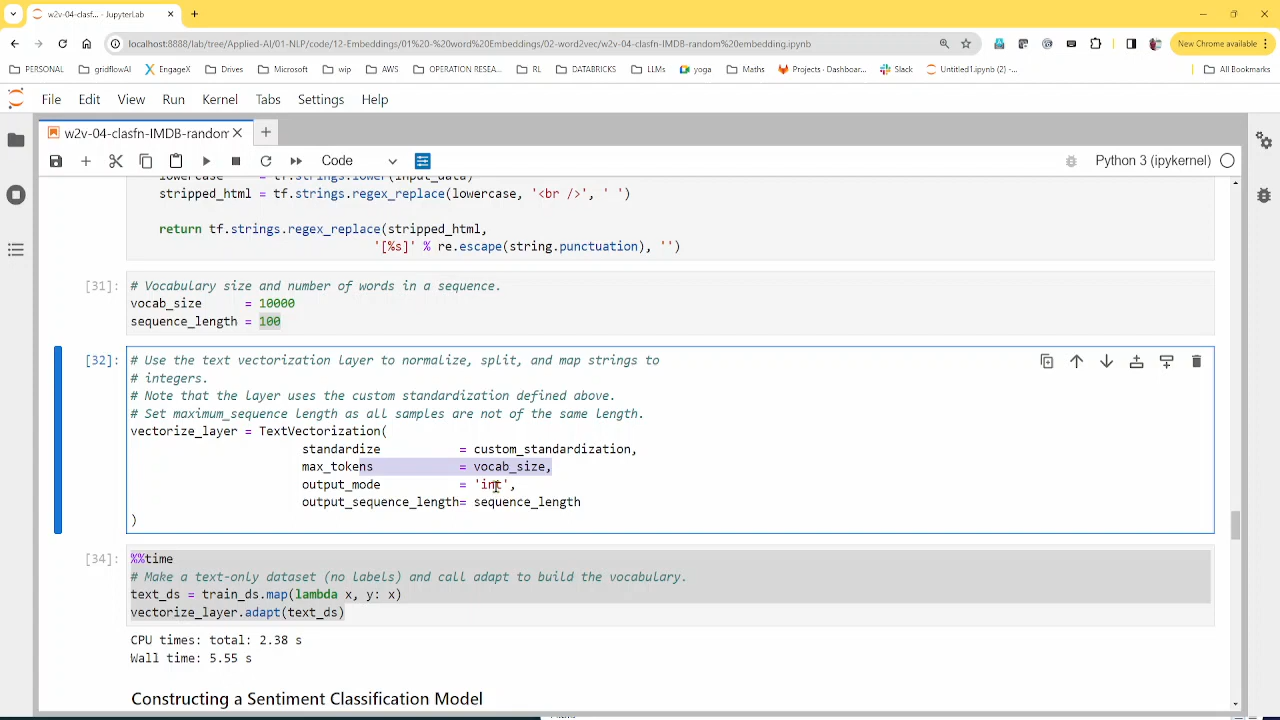 w2v-04-clasf... - JupyterLab
localhost:8888/lab/tree/Applied-AI/01-NLP/code/12_Embeddings/01%20-%20word%20Embeddings/02.word2vec/w2v-04-clasfn-IMDB-random%20embedding.ipynb
New Chrome available
PERSONAL gridflowAI EngageX Drives Microsoft wip AWS OPERATION RESEA... RL DATABRICKS LLMs yoga Maths Projects · Dashboar... Slack Untitled1.ipynb (5) -... All Bookmarks
File Edit View Run Kernel Tabs Settings Help
w2v-04-clasfn-IMDB-random
Code Python 3 (ipykernel)
lowercase = tf.strings.lower(input_data)
stripped_html = tf.strings.regex_replace(lowercase, '<br />', ' ')
return tf.strings.regex_replace(stripped_html,
'[%s]' % re.escape(string.punctuation), '')
[31]: # Vocabulary size and number of words in a sequence.
vocab_size = 10000
sequence_length = 100
[32]: # Use the text vectorization layer to normalize, split, and map strings to
# integers.
# Note that the layer uses the custom standardization defined above.
# Set maximum_sequence length as all samples are not of the same length.
vectorize_layer = TextVectorization(
standardize = custom_standardization,
max_tokens = vocab_size,
output_mode = 'int',
output_sequence_length= sequence_length
)
[34]: %%time
# Make a text-only dataset (no labels) and call adapt to build the vocabulary.
text_ds = train_ds.map(lambda x, y: x)
vectorize_layer.adapt(text_ds)
CPU times: total: 2.38 s
Wall time: 5.55 s
Constructing a Sentiment Classification Model